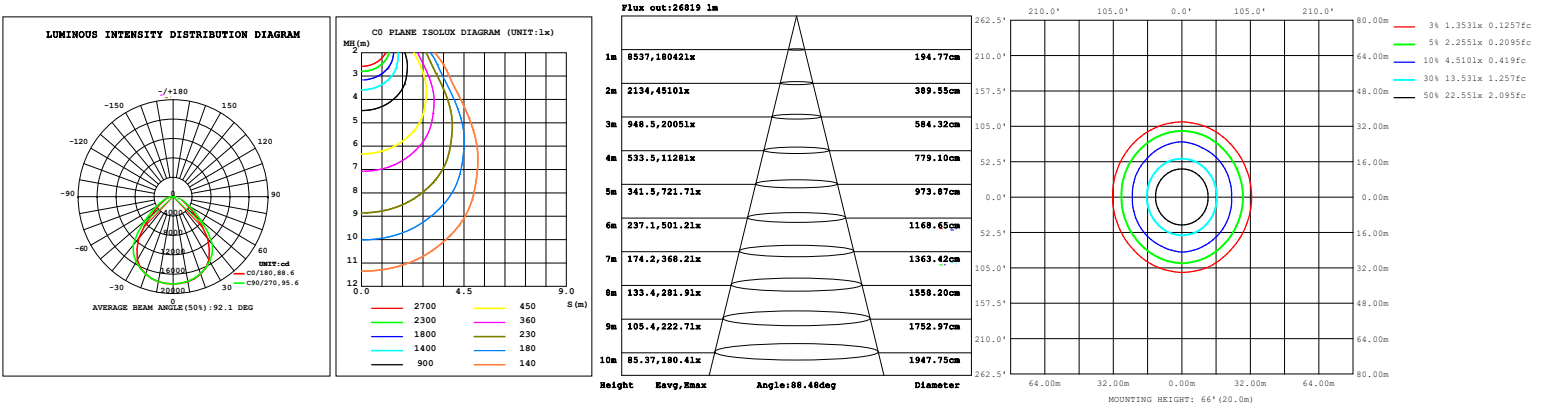 LUMINOUS INTENSITY DISTRIBUTION DIAGRAM
-/+180
-150
150
-120
120
-90
90
-60
60
-30
30
0
0
4000
8000
12000
16000
20000
UNIT:cd
C0/180,88.6
C90/270,95.6
AVERAGE BEAM ANGLE(50%):92.1 DEG
C0 PLANE ISOLUX DIAGRAM (UNIT:lx)
MH(m)
2
3
4
5
6
7
8
9
10
11
12
0.0
4.5
9.0
S(m)
2700
450
2300
360
1800
230
1400
180
900
140
Flux out:26819 lm
1m 8537,18042lx 194.77cm
2m 2134,4510lx 389.55cm
3m 948.5,2005lx 584.32cm
4m 533.5,1128lx 779.10cm
5m 341.5,721.7lx 973.87cm
6m 237.1,501.2lx 1168.65cm
7m 174.2,368.2lx 1363.42cm
8m 133.4,281.9lx 1558.20cm
9m 105.4,222.7lx 1752.97cm
10m 85.37,180.4lx 1947.75cm
Height Eavg,Emax Angle:88.48deg Diameter
210.0' 105.0' 0.0' 105.0' 210.0'
262.5' 80.00m
210.0' 64.00m
157.5' 48.00m
105.0' 32.00m
52.5' 16.00m
0.0' 0.00m
52.5' 16.00m
105.0' 32.00m
157.5' 48.00m
210.0' 64.00m
262.5' 80.00m
64.00m 32.00m 0.00m 32.00m 64.00m
MOUNTING HEIGHT: 66'(20.0m)
3% 1.353lx 0.1257fc
5% 2.255lx 0.2095fc
10% 4.510lx 0.419fc
30% 13.53lx 1.257fc
50% 22.55lx 2.095fc